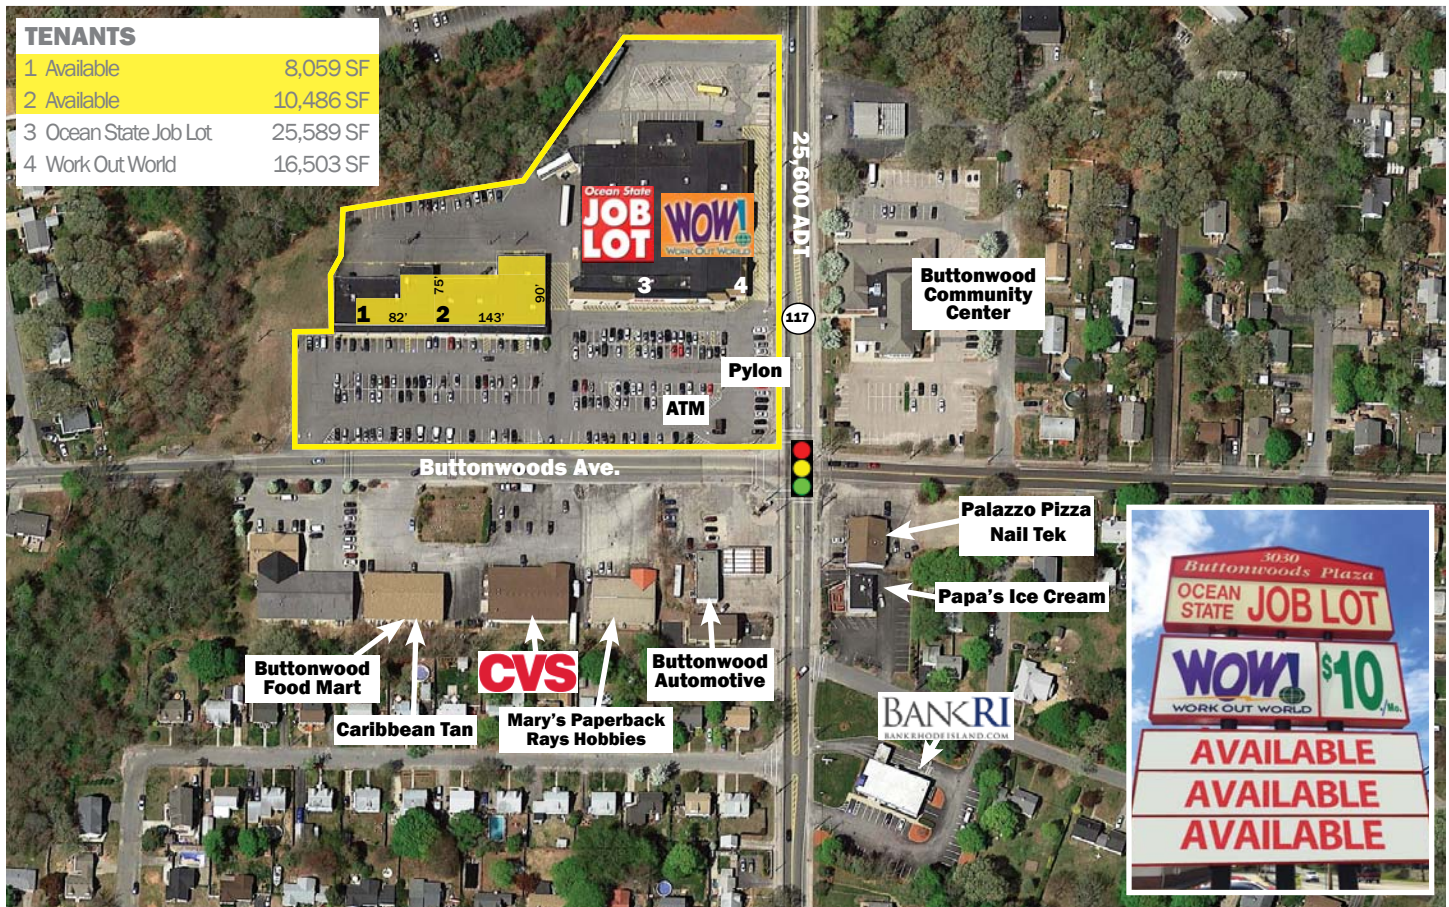 TENANTS
1 Available 8,059 SF
2 Available 10,486 SF
3 Ocean State Job Lot 25,589 SF
4 Work Out World 16,503 SF
25,600 ADT
Ocean State
JOB
LOT
WOW!
WORK OUT WORLD
3
4
75'
90'
1
82'
2
143'
117
Buttonwood
Community
Center
Pylon
ATM
Buttonwoods Ave.
Palazzo Pizza
Nail Tek
Papa's Ice Cream
Buttonwood
Food Mart
Caribbean Tan
CVS
Mary's Paperback
Rays Hobbies
Buttonwood
Automotive
BANKRI
BANKRHODEISLAND.COM
3030
Buttonwoods Plaza
OCEAN
STATE
JOB LOT
WOW!
WORK OUT WORLD
$10./Mo.
AVAILABLE
AVAILABLE
AVAILABLE